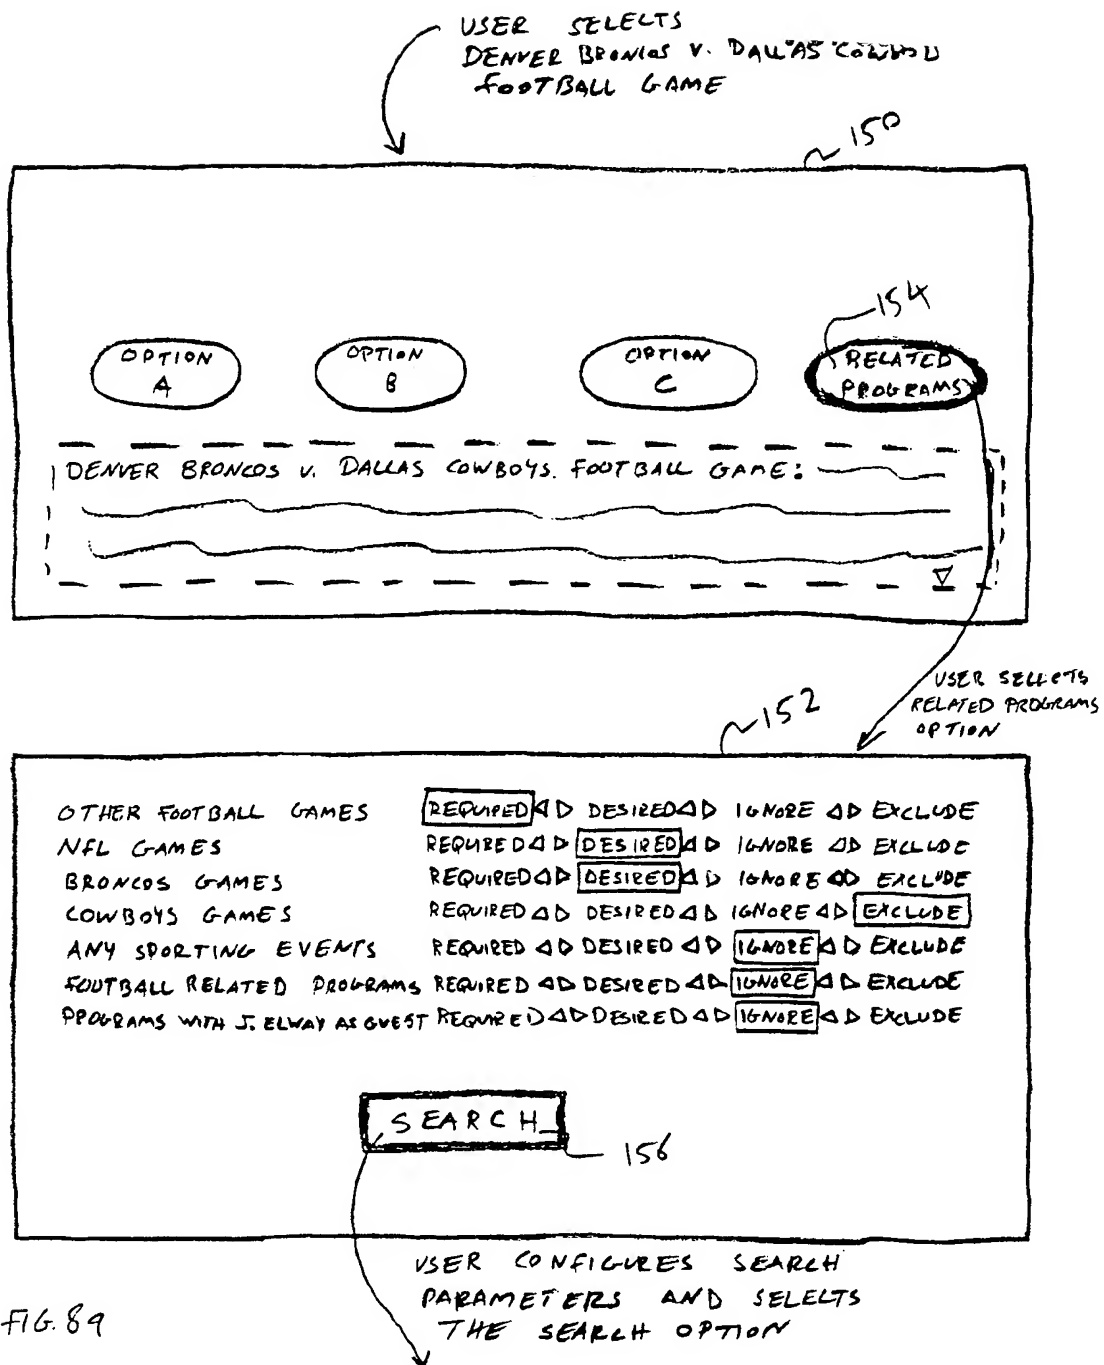 USER SELECTS
DENVER BRONCOS V. DALLAS COWBOY
FOOTBALL GAME
150
154
OPTION
A
OPTION
B
OPTION
C
RELATED
PROGRAMS
DENVER BRONCOS V. DALLAS COWBOYS. FOOTBALL GAME:
USER SELECTS
RELATED PROGRAMS
OPTION
152
OTHER FOOTBALL GAMES REQUIRED ◁▷ DESIRED ◁▷ IGNORE ◁▷ EXCLUDE
NFL GAMES REQUIRED ◁▷ DESIRED ◁▷ IGNORE ◁▷ EXCLUDE
BRONCOS GAMES REQUIRED ◁▷ DESIRED ◁▷ IGNORE ◁▷ EXCLUDE
COWBOYS GAMES REQUIRED ◁▷ DESIRED ◁▷ IGNORE ◁▷ EXCLUDE
ANY SPORTING EVENTS REQUIRED ◁▷ DESIRED ◁▷ IGNORE ◁▷ EXCLUDE
FOOTBALL RELATED PROGRAMS REQUIRED ◁▷ DESIRED ◁▷ IGNORE ◁▷ EXCLUDE
PROGRAMS WITH J. ELWAY AS GUEST REQUIRED ◁▷ DESIRED ◁▷ IGNORE ◁▷ EXCLUDE
SEARCH
156
USER CONFIGURES SEARCH
PARAMETERS AND SELECTS
THE SEARCH OPTION
FIG. 89